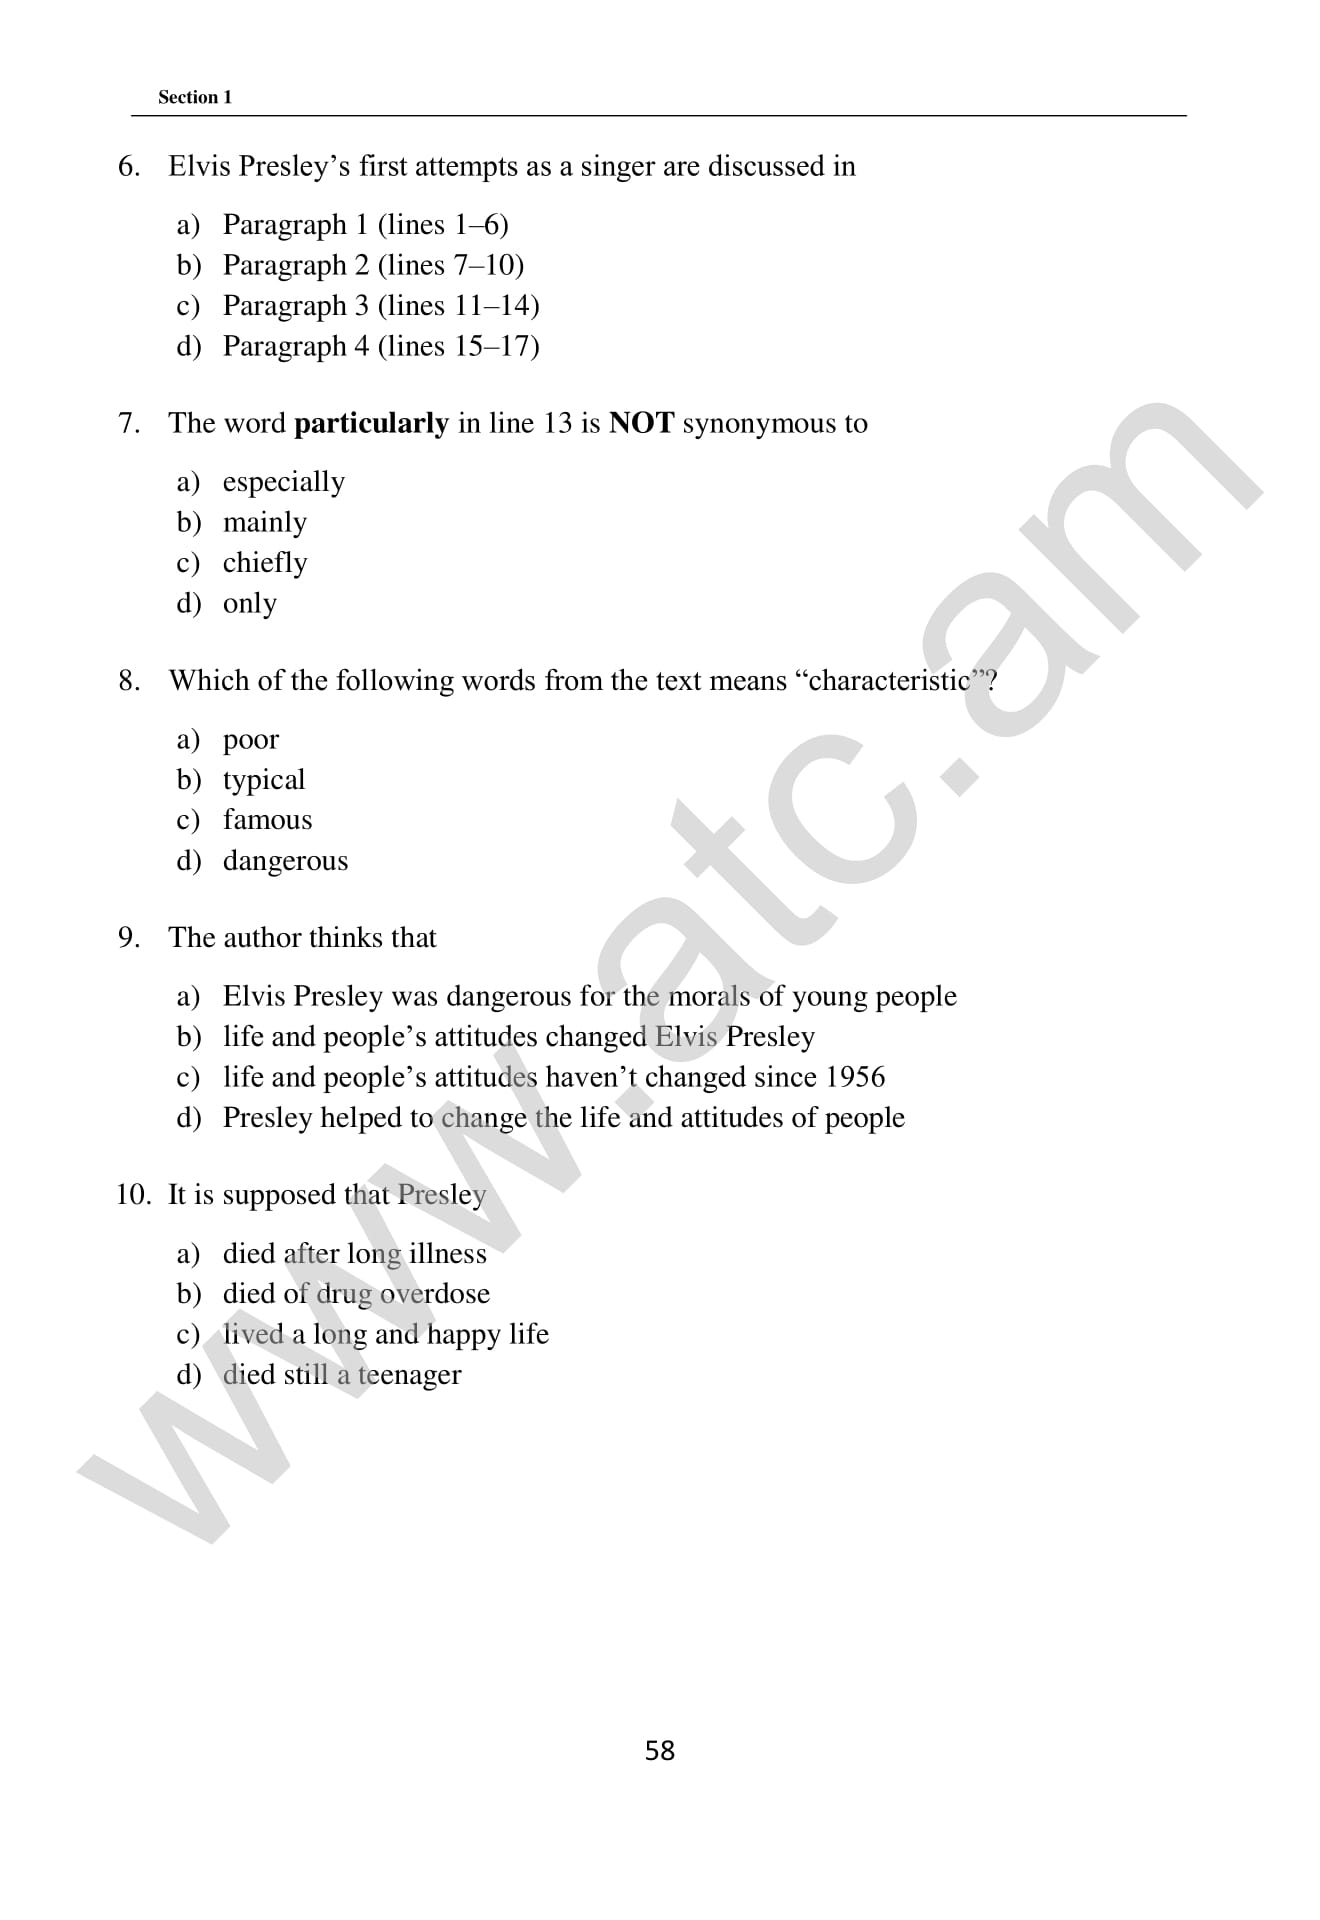 Section 1
6. Elvis Presley’s first attempts as a singer are discussed in
a) Paragraph 1 (lines 1–6)
b) Paragraph 2 (lines 7–10)
c) Paragraph 3 (lines 11–14)
d) Paragraph 4 (lines 15–17)
7. The word particularly in line 13 is NOT synonymous to
a) especially
b) mainly
c) chiefly
d) only
8. Which of the following words from the text means “characteristic”?
a) poor
b) typical
c) famous
d) dangerous
9. The author thinks that
a) Elvis Presley was dangerous for the morals of young people
b) life and people’s attitudes changed Elvis Presley
c) life and people’s attitudes haven’t changed since 1956
d) Presley helped to change the life and attitudes of people
10. It is supposed that Presley
a) died after long illness
b) died of drug overdose
c) lived a long and happy life
d) died still a teenager
58
www.atc.am